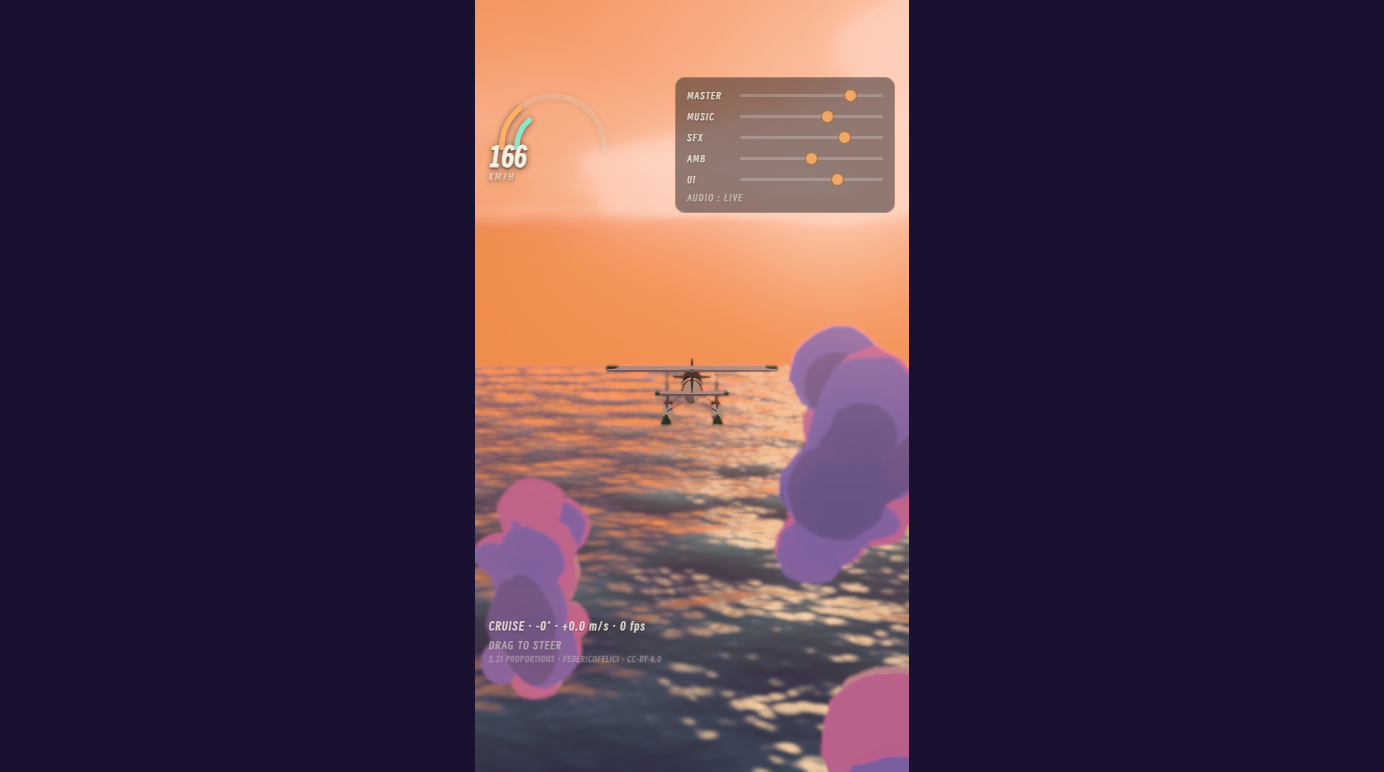 166
KM/H
MASTER
MUSIC
SFX
AMB
UI
AUDIO : LIVE
CRUISE · -0° · +0.0 m/s · 0 fps
DRAG TO STEER
S.21 PROPORTIONS · FEDERICOFELICI · CC-BY 4.0